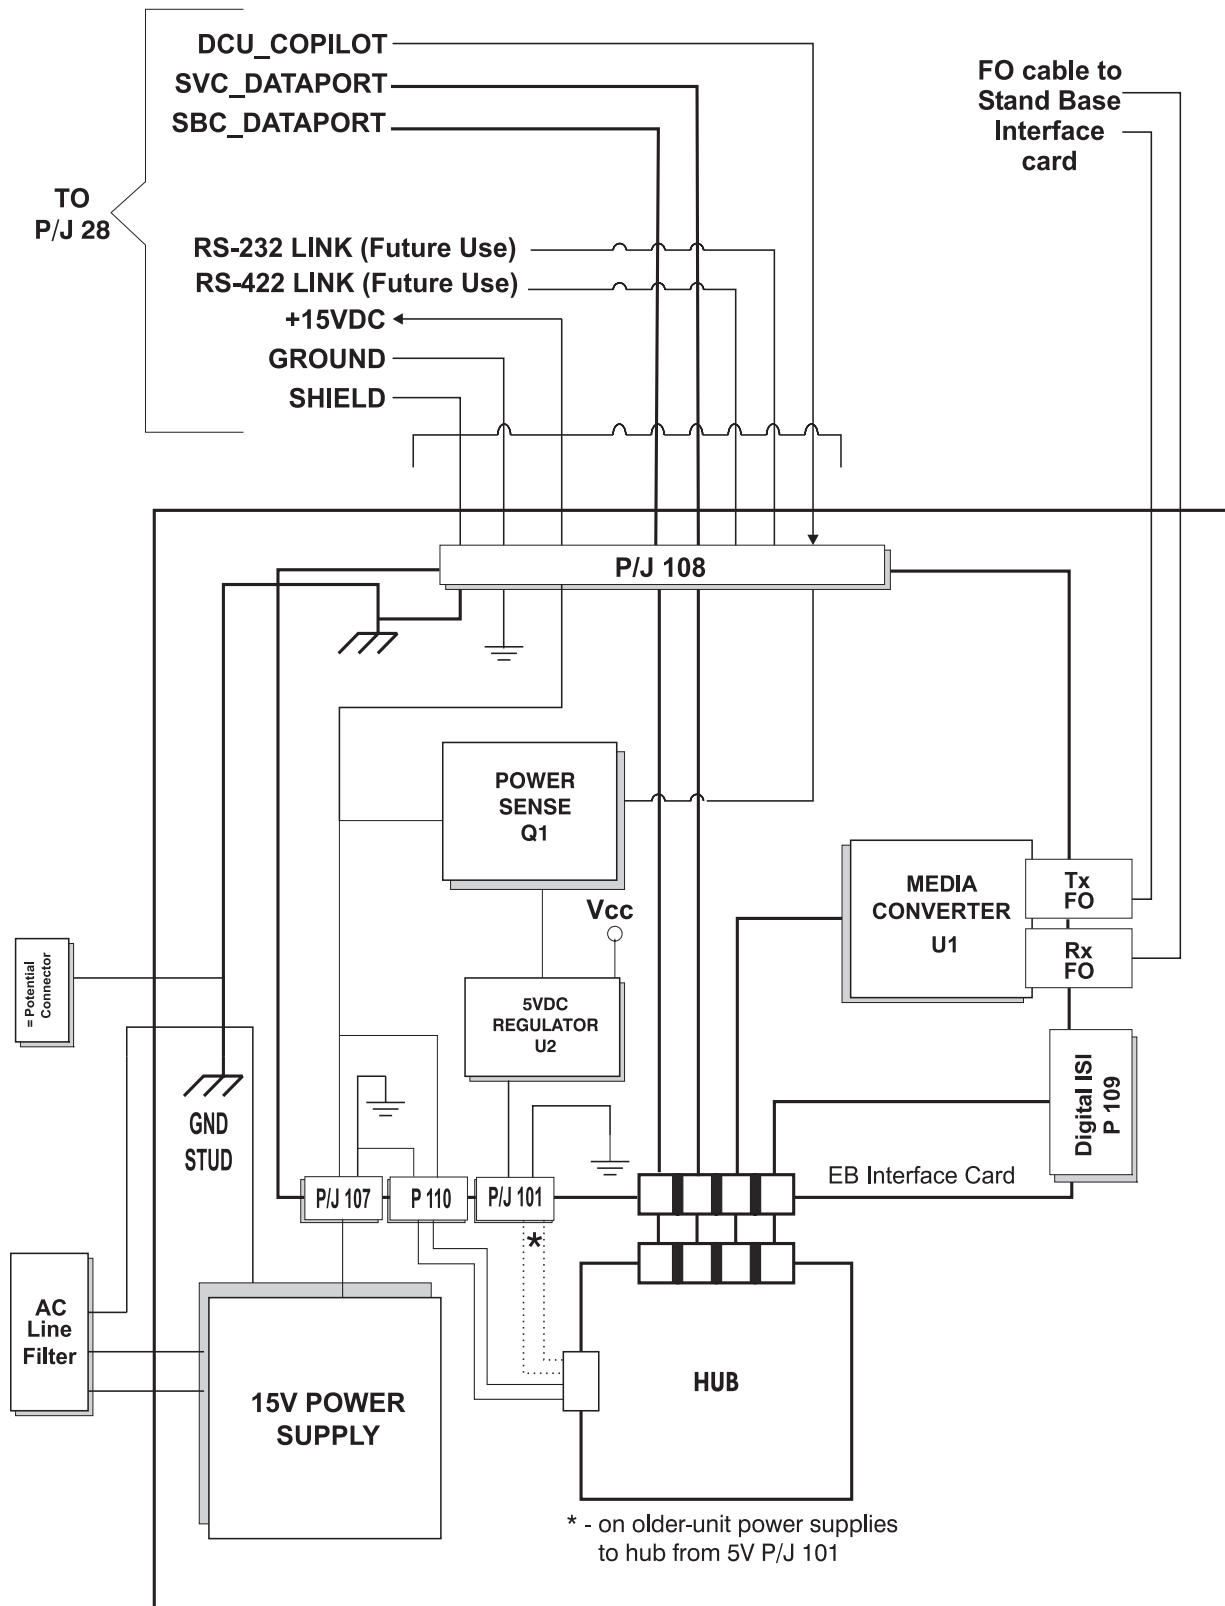 DCU_COPILOT
SVC_DATAPORT
SBC_DATAPORT
FO cable to
Stand Base
Interface
card
TO
P/J 28
RS-232 LINK (Future Use)
RS-422 LINK (Future Use)
+15VDC
GROUND
SHIELD
P/J 108
POWER
SENSE
Q1
Vcc
MEDIA
CONVERTER
U1
Tx
FO
Rx
FO
= Potential
Connector
5VDC
REGULATOR
U2
GND
STUD
Digital ISI
P 109
EB Interface Card
P/J 107
P 110
P/J 101
*
AC
Line
Filter
15V POWER
SUPPLY
HUB
* - on older-unit power supplies
to hub from 5V P/J 101